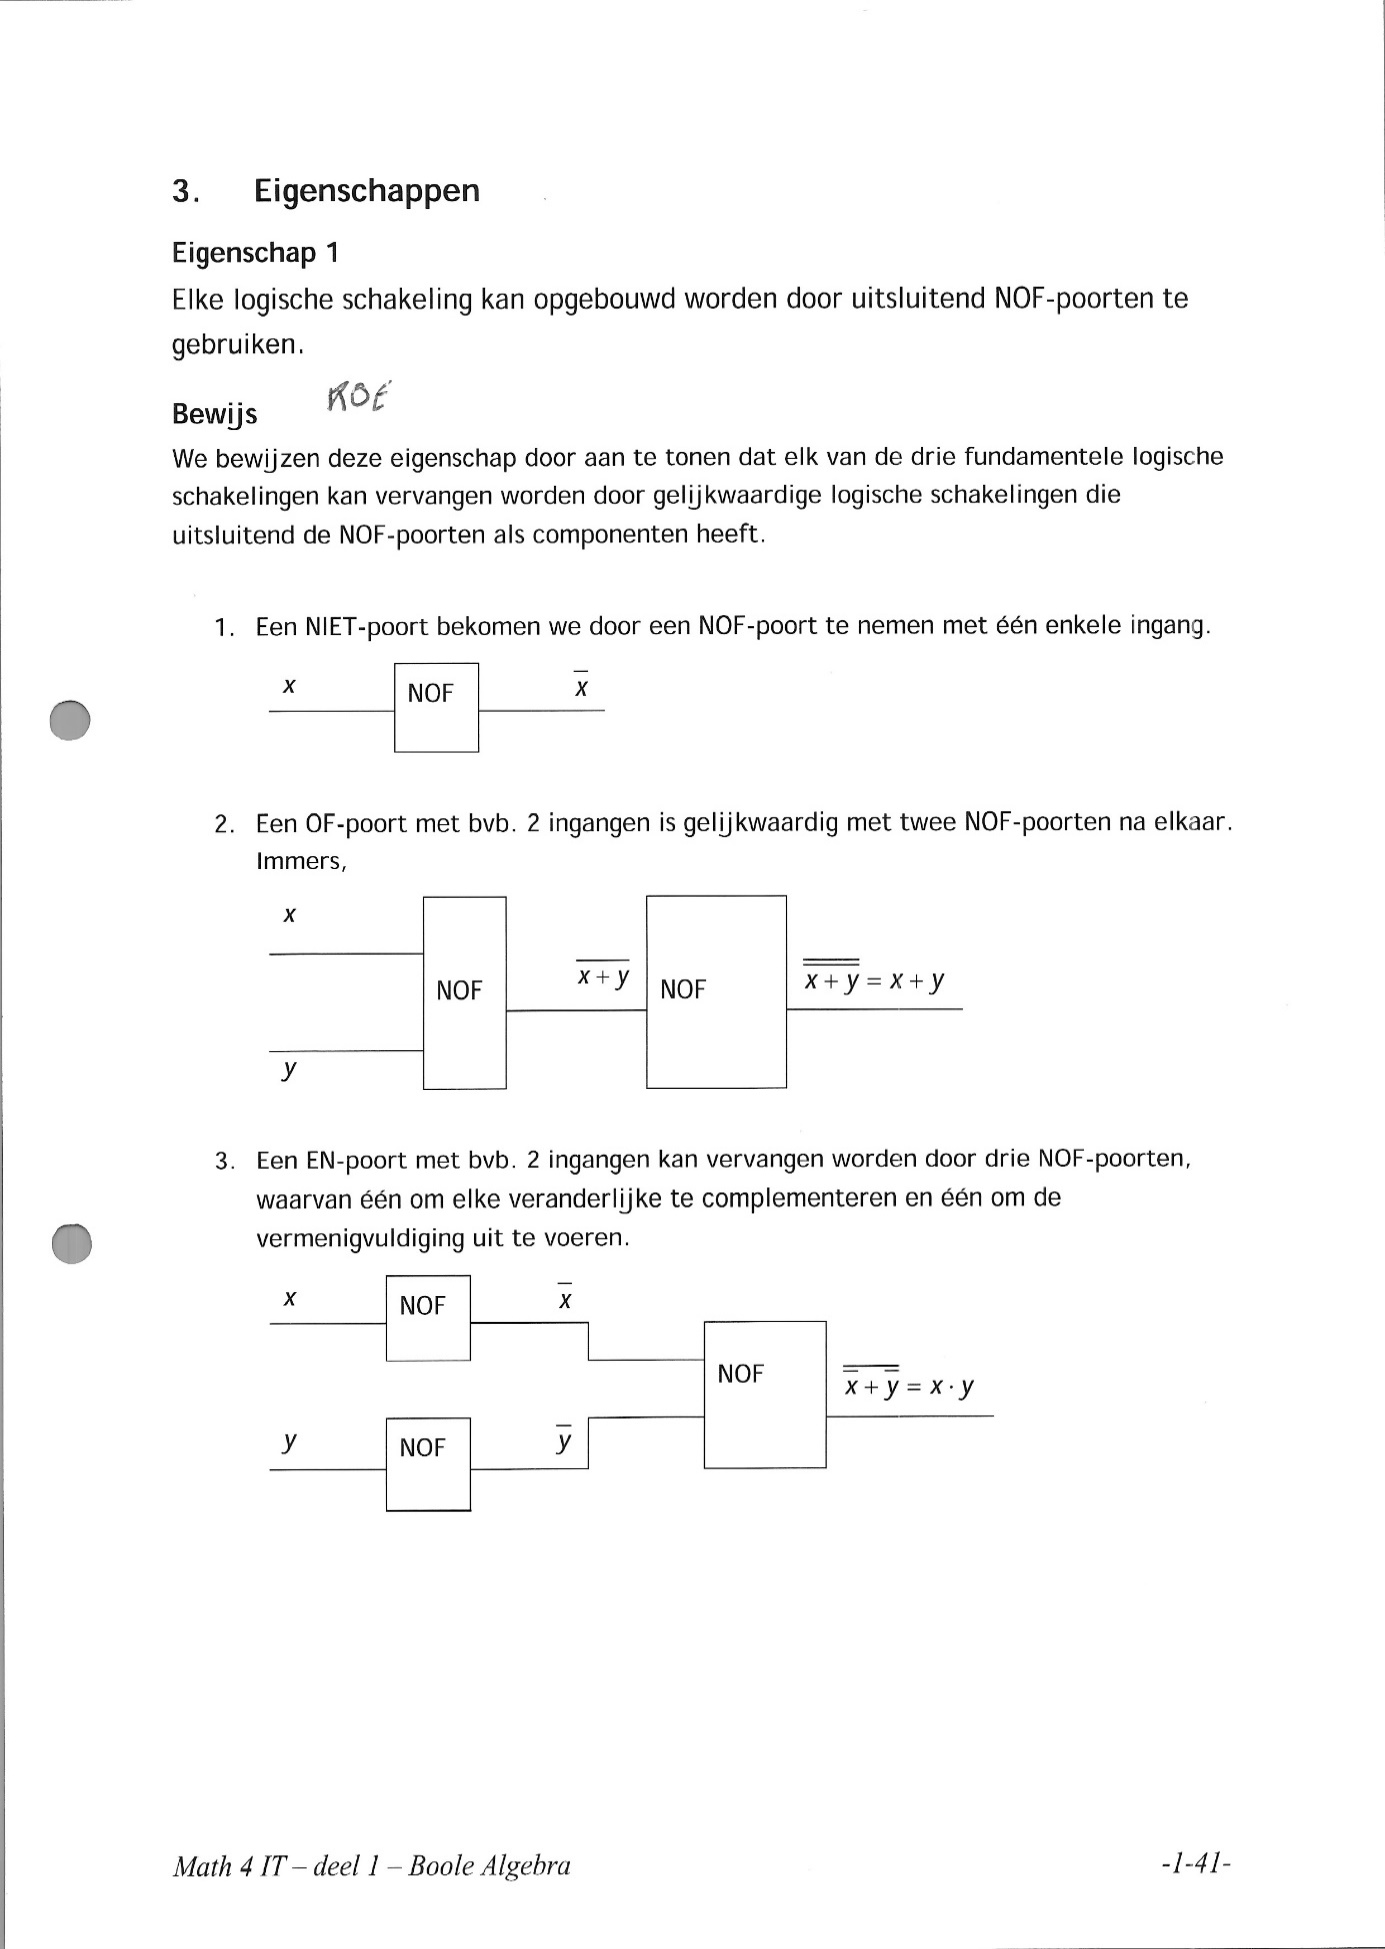 3. Eigenschappen
Eigenschap 1
Elke logische schakeling kan opgebouwd worden door uitsluitend NOF-poorten te
gebruiken.
Bewijs
We bewijzen deze eigenschap door aan te tonen dat elk van de drie fundamentele logische
schakelingen kan vervangen worden door gelijkwaardige logische schakelingen die
uitsluitend de NOF-poorten als componenten heeft.
1. Een NIET-poort bekomen we door een NOF-poort te nemen met één enkele ingang.
x NOF x̅
2. Een OF-poort met bvb. 2 ingangen is gelijkwaardig met twee NOF-poorten na elkaar.
Immers,
x
NOF x̅ ̅+̅ ̅y̅ NOF x̿ ̿+̿ ̿y̿ = x + y
y
3. Een EN-poort met bvb. 2 ingangen kan vervangen worden door drie NOF-poorten,
waarvan één om elke veranderlijke te complementeren en één om de
vermenigvuldiging uit te voeren.
x NOF x̅
NOF x̿ ̅+̅ ̅y̿ = x · y
y NOF y̅
Math 4 IT – deel 1 – Boole Algebra -1-41-